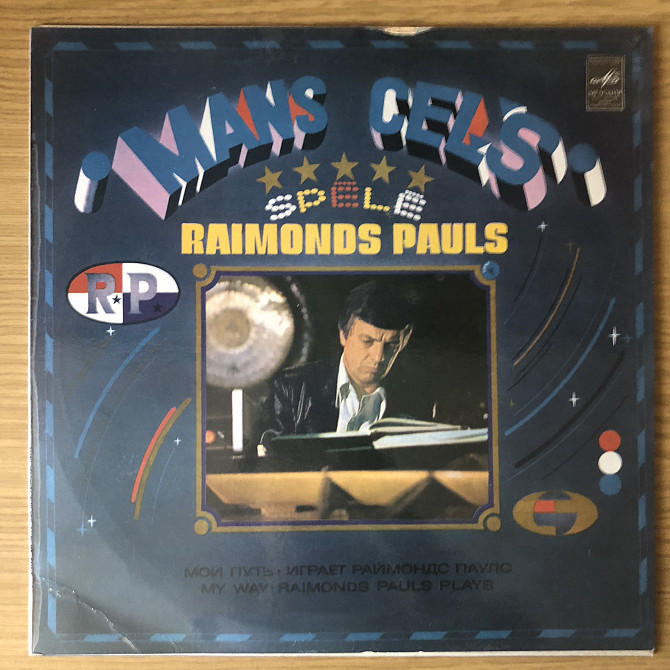 MANS CEĻŠ
SPĒLĒ
RAIMONDS PAULS
R.P.
МОЙ ПУТЬ · ИГРАЕТ РАЙМОНДС ПАУЛС
MY WAY · RAIMONDS PAULS PLAYS